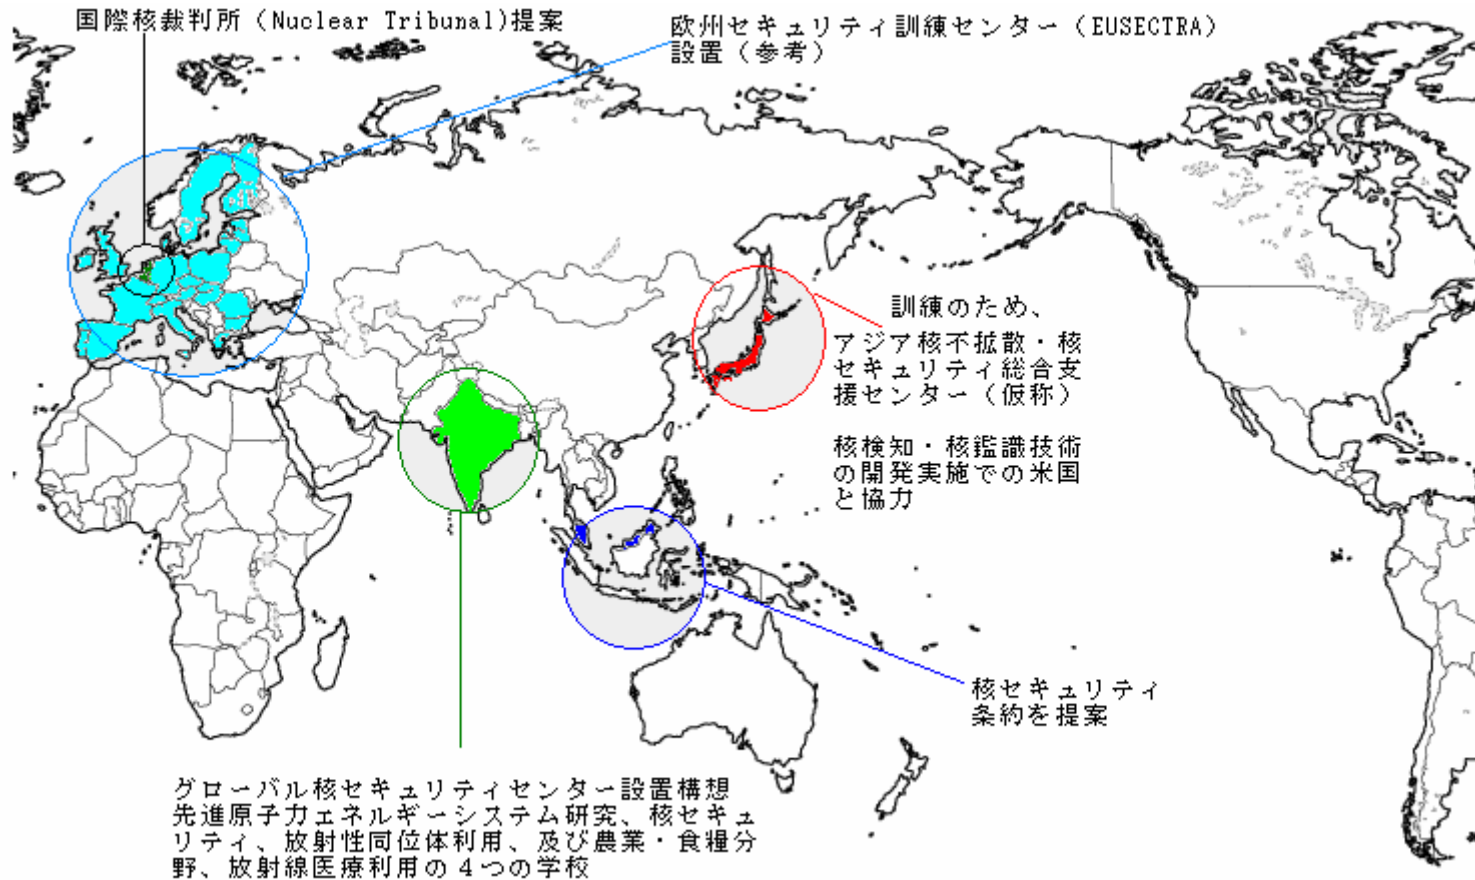 国際核裁判所（Nuclear Tribunal)提案
欧州セキュリティ訓練センター（EUSECTRA）
設置（参考）
訓練のため、
アジア核不拡散・核
セキュリティ総合支
援センター（仮称）
核検知・核鑑識技術
の開発実施での米国
と協力
核セキュリティ
条約を提案
グローバル核セキュリティセンター設置構想
先進原子力エネルギーシステム研究、核セキュ
リティ、放射性同位体利用、及び農業・食糧分
野、放射線医療利用の４つの学校